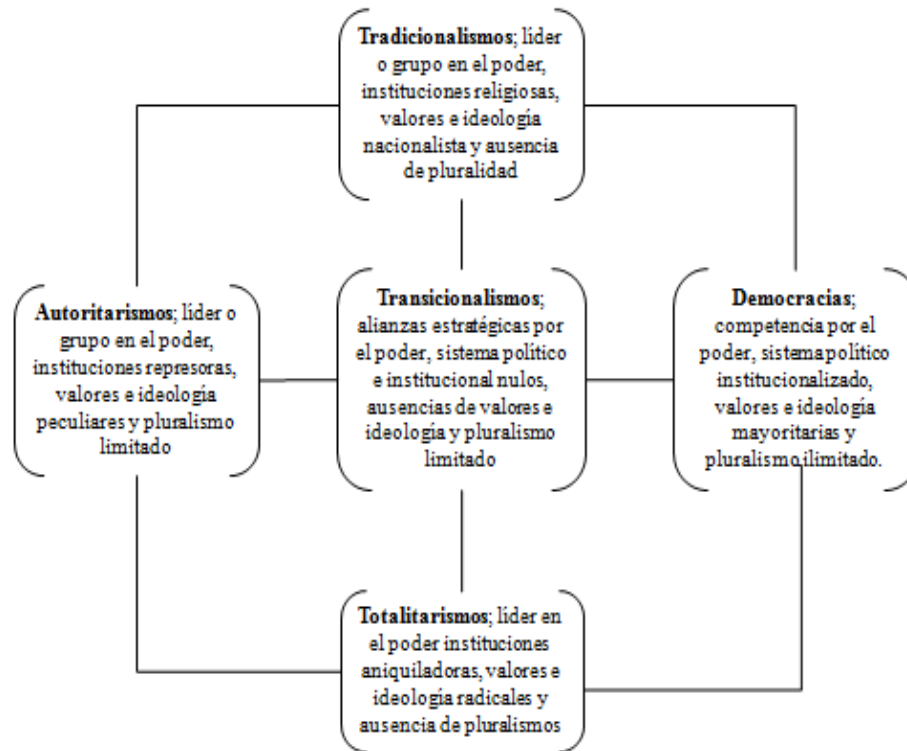 Tradicionalismos; líder
o grupo en el poder,
instituciones religiosas,
valores e ideología
nacionalista y ausencia
de pluralidad
Autoritarismos; líder o
grupo en el poder,
instituciones represoras,
valores e ideología
peculiares y pluralismo
limitado
Transicionalismos;
alianzas estratégicas por
el poder, sistema político
e institucional nulos,
ausencias de valores e
ideología y pluralismo
limitado
Democracias;
competencia por el
poder, sistema político
institucionalizado,
valores e ideología
mayoritarias y
pluralismo ilimitado.
Totalitarismos; líder en
el poder instituciones
aniquiladoras, valores e
ideología radicales y
ausencia de pluralismos